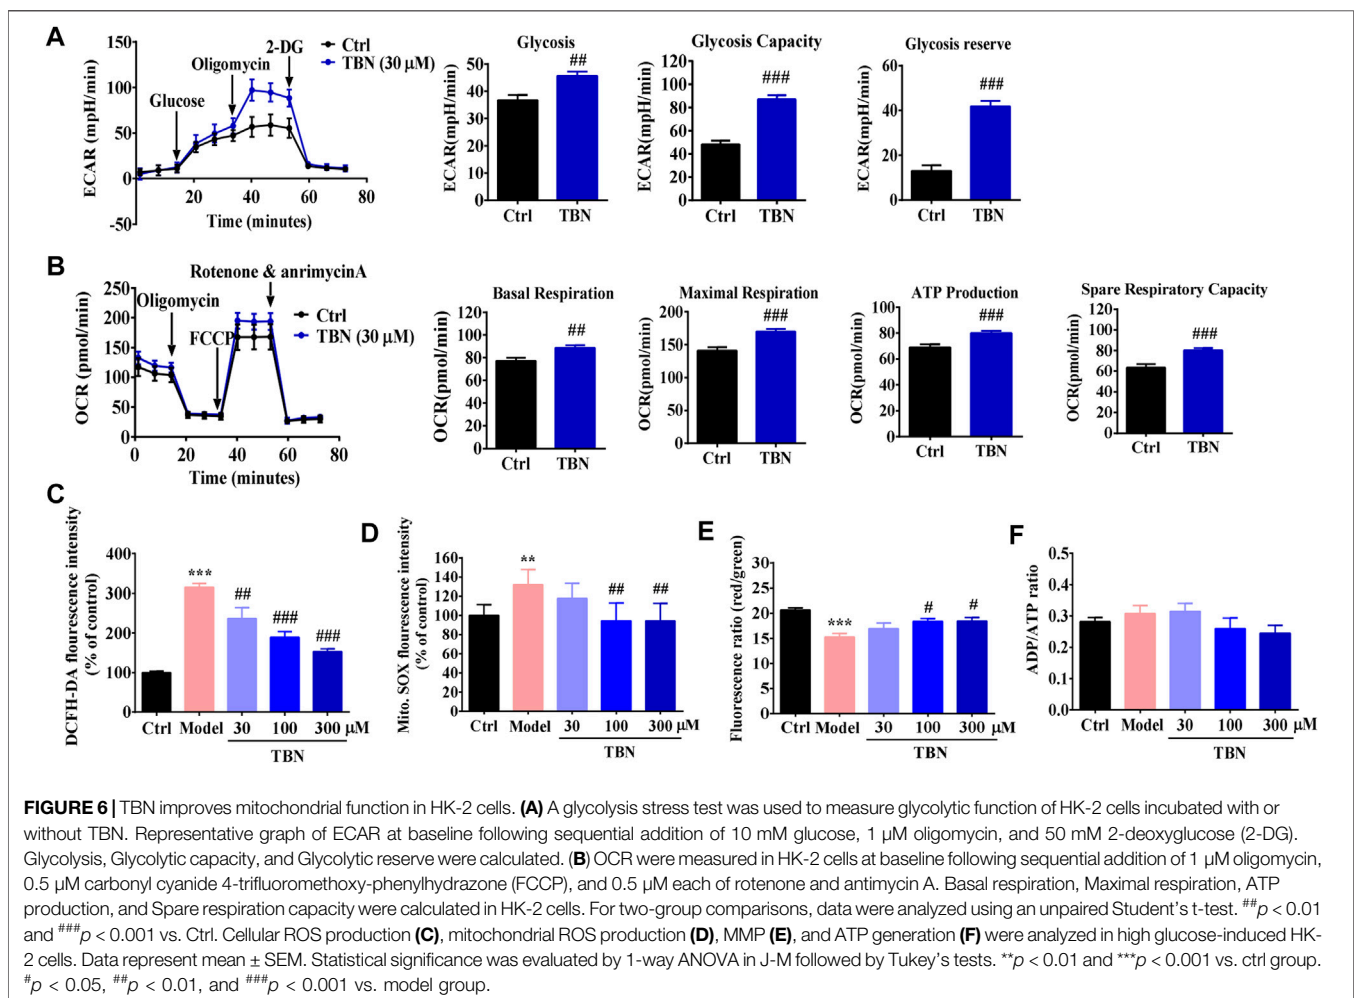 A
150
100
50
0
-50
ECAR (mpH/min)
20
40
60
80
Time (minutes)
Glucose
Oligomycin
2-DG
Ctrl
TBN (30 μM)
Glycosis
50
40
30
20
10
0
ECAR(mpH/min)
##
Ctrl TBN
Glycosis Capacity
120
100
80
60
40
20
0
ECAR(mpH/min)
###
Ctrl TBN
Glycosis reserve
60
40
20
0
ECAR(mpH/min)
###
Ctrl TBN
B
Rotenone & anrimycinA
Oligomycin
FCCP
Ctrl
TBN (30 μM)
250
200
150
100
50
0
OCR (pmol/min)
0 20 40 60 80
Time (minutes)
Basal Respiration
120
100
80
60
40
20
0
OCR(pmol/min)
##
Ctrl TBN
Maximal Respiration
200
150
100
50
0
OCR(pmol/min)
###
Ctrl TBN
ATP Production
100
80
60
40
20
0
OCR(pmol/min)
###
Ctrl TBN
Spare Respiratory Capacity
120
100
80
60
40
20
0
OCR(pmol/min)
###
Ctrl TBN
C
DCFH-DA flourescence intensity
(% of control)
400
300
200
100
0
***
##
###
###
Ctrl Model 30 100 300 μM
TBN
D
Mito. SOX flourescence intensity
(% of control)
160
140
120
100
80
60
40
20
0
**
##
##
Ctrl Model 30 100 300 μM
TBN
E
Fluorescence ratio (red/green)
30
25
20
15
10
5
0
***
#
#
Ctrl Model 30 100 300 μM
TBN
F
ADP/ATP ratio
0.5
0.4
0.3
0.2
0.1
0.0
Ctrl Model 30 100 300 μM
TBN
FIGURE 6 | TBN improves mitochondrial function in HK-2 cells. (A) A glycolysis stress test was used to measure glycolytic function of HK-2 cells incubated with or
without TBN. Representative graph of ECAR at baseline following sequential addition of 10 mM glucose, 1 μM oligomycin, and 50 mM 2-deoxyglucose (2-DG).
Glycolysis, Glycolytic capacity, and Glycolytic reserve were calculated. (B) OCR were measured in HK-2 cells at baseline following sequential addition of 1 μM oligomycin,
0.5 μM carbonyl cyanide 4-trifluoromethoxy-phenylhydrazone (FCCP), and 0.5 μM each of rotenone and antimycin A. Basal respiration, Maximal respiration, ATP
production, and Spare respiration capacity were calculated in HK-2 cells. For two-group comparisons, data were analyzed using an unpaired Student's t-test. ##p < 0.01
and ###p < 0.001 vs. Ctrl. Cellular ROS production (C), mitochondrial ROS production (D), MMP (E), and ATP generation (F) were analyzed in high glucose-induced HK-
2 cells. Data represent mean ± SEM. Statistical significance was evaluated by 1-way ANOVA in J-M followed by Tukey's tests. **p < 0.01 and ***p < 0.001 vs. ctrl group.
#p < 0.05, ##p < 0.01, and ###p < 0.001 vs. model group.